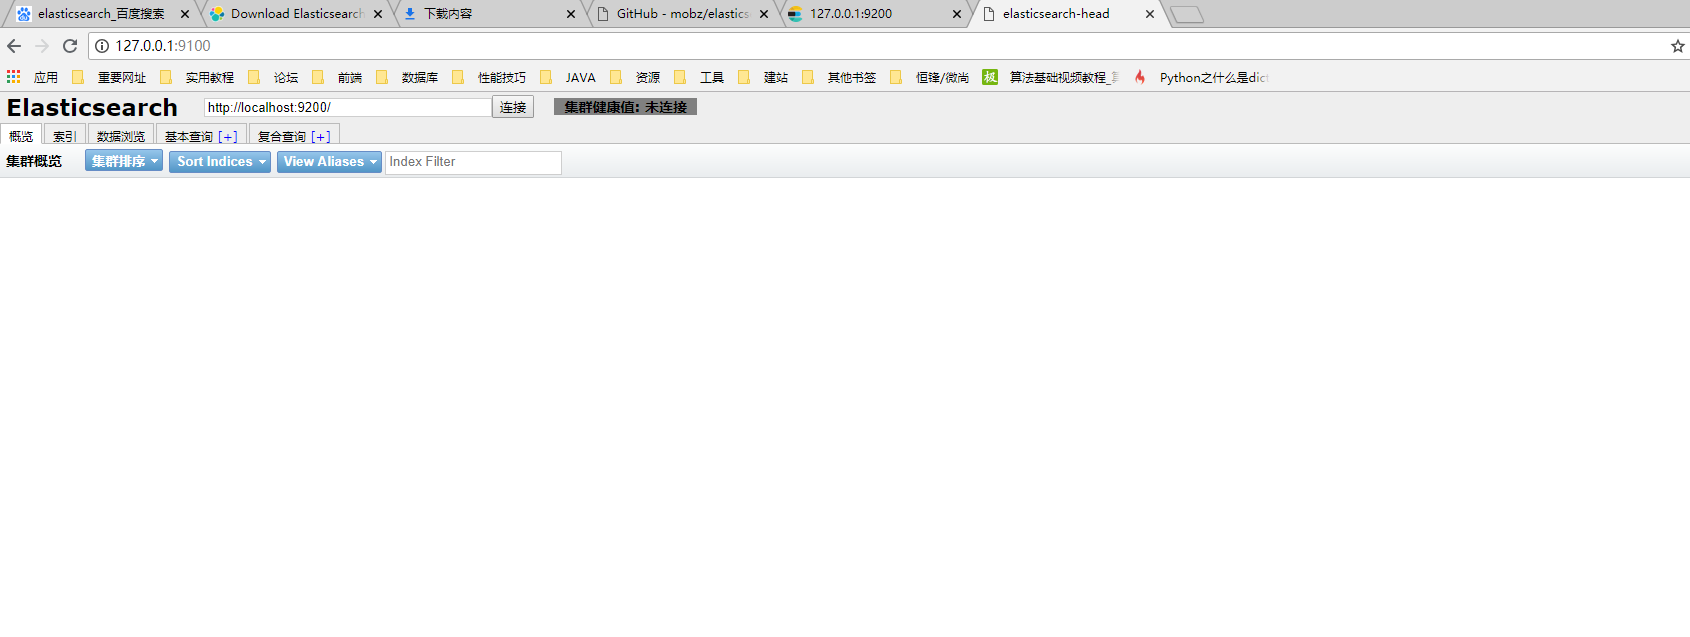 elasticsearch_百度搜索 Download Elasticsearch 下载内容 GitHub - mobz/elastics 127.0.0.1:9200 elasticsearch-head
127.0.0.1:9100
应用 重要网址 实用教程 论坛 前端 数据库 性能技巧 JAVA 资源 工具 建站 其他书签 恒锋/微尚 极 算法基础视频教程_ Python之什么是dict
Elasticsearch http://localhost:9200/ 连接 集群健康值: 未连接
概览 索引 数据浏览 基本查询 [+] 复合查询 [+]
集群概览 集群排序 Sort Indices View Aliases Index Filter